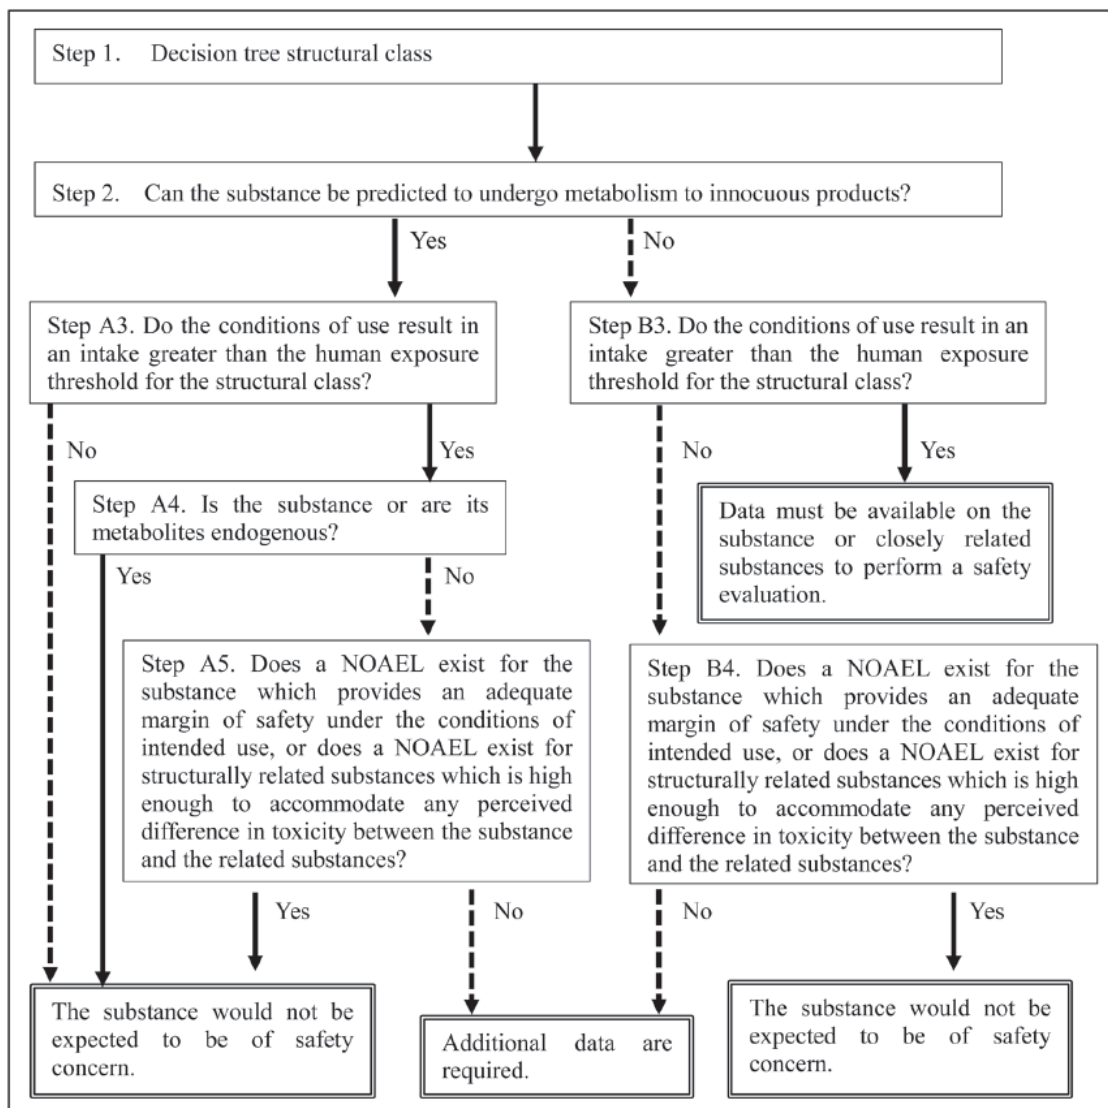 Step 1. Decision tree structural class
Step 2. Can the substance be predicted to undergo metabolism to innocuous products?
Yes
No
Step A3. Do the conditions of use result in
an intake greater than the human exposure
threshold for the structural class?
Step B3. Do the conditions of use result in an
intake greater than the human exposure
threshold for the structural class?
No
Yes
No
Yes
Step A4. Is the substance or are its
metabolites endogenous?
Data must be available on the
substance or closely related
substances to perform a safety
evaluation.
Yes
No
Step A5. Does a NOAEL exist for the
substance which provides an adequate
margin of safety under the conditions of
intended use, or does a NOAEL exist for
structurally related substances which is high
enough to accommodate any perceived
difference in toxicity between the substance
and the related substances?
Step B4. Does a NOAEL exist for the
substance which provides an adequate
margin of safety under the conditions of
intended use, or does a NOAEL exist for
structurally related substances which is high
enough to accommodate any perceived
difference in toxicity between the substance
and the related substances?
Yes
No
No
Yes
The substance would not be
expected to be of safety
concern.
Additional data are
required.
The substance would not be
expected to be of safety
concern.